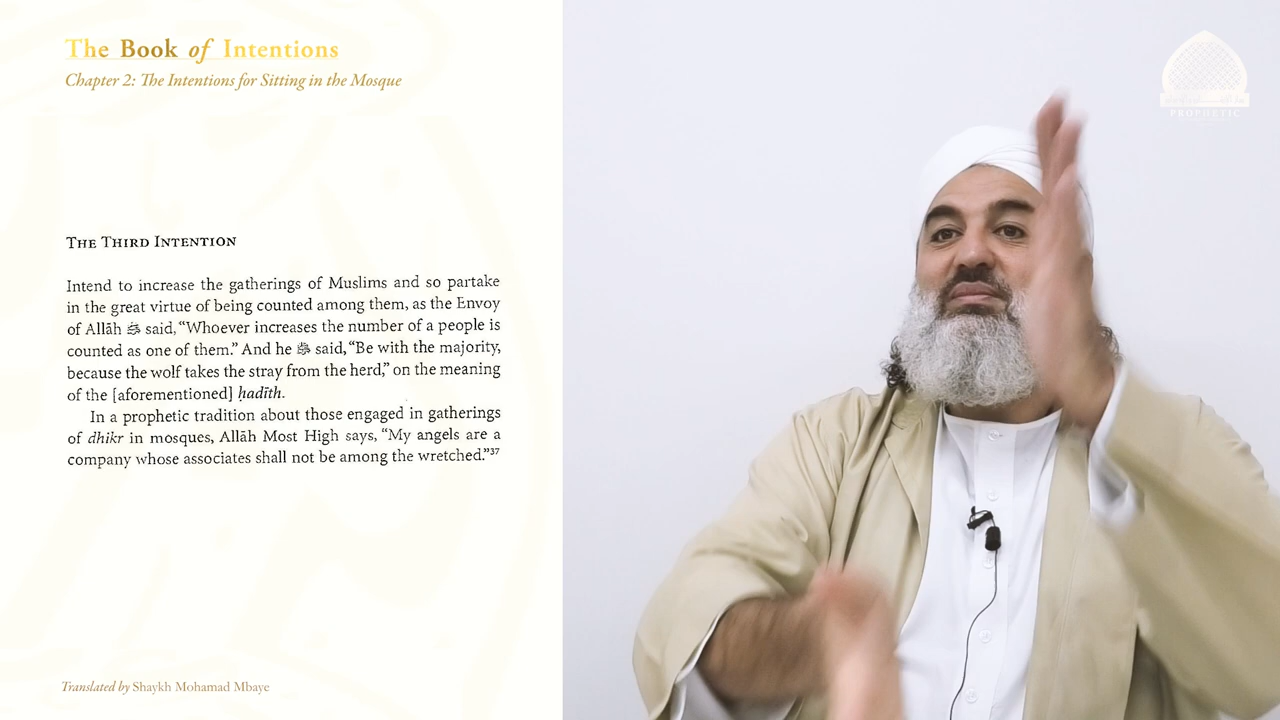 The Book of Intentions
Chapter 2: The Intentions for Sitting in the Mosque
PROPHETIC
The Third Intention
Intend to increase the gatherings of Muslims and so partake
in the great virtue of being counted among them, as the Envoy
of Allāh ﷺ said, “Whoever increases the number of a people is
counted as one of them.” And he ﷺ said, “Be with the majority,
because the wolf takes the stray from the herd,” on the meaning
of the [aforementioned] ḥadīth.
In a prophetic tradition about those engaged in gatherings
of dhikr in mosques, Allāh Most High says, “My angels are a
company whose associates shall not be among the wretched.”37
Translated by Shaykh Mohamad Mbaye